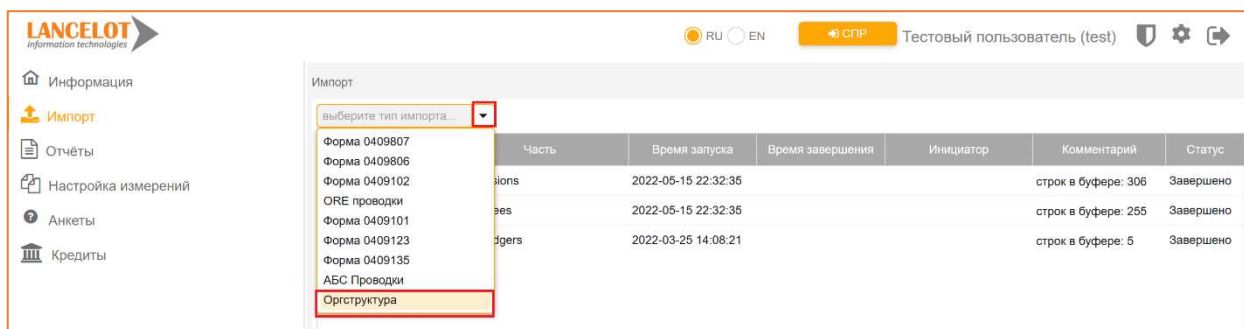 LANCELOT
information technologies
RU EN СПР Тестовый пользователь (test)
Информация
Импорт
Отчёты
Настройка измерений
Анкеты
Кредиты
Импорт
выберите тип импорта...
Часть Время запуска Время завершения Инициатор Комментарий Статус
Форма 0409807
Форма 0409806
Форма 0409102
ORE проводки
Форма 0409101
Форма 0409123
Форма 0409135
АБС Проводки
Оргструктура
sions 2022-05-15 22:32:35 строк в буфере: 306 Завершено
ees 2022-05-15 22:32:35 строк в буфере: 255 Завершено
dgers 2022-03-25 14:08:21 строк в буфере: 5 Завершено